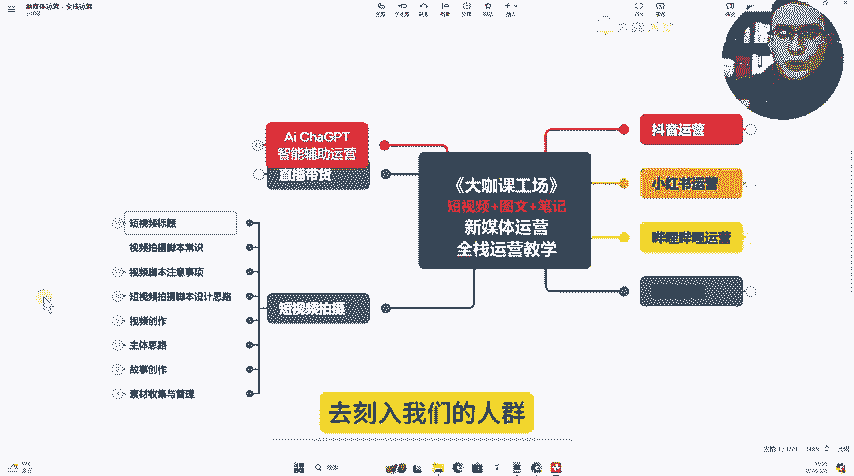 新媒体运营 - 全栈运营
Ai ChaGPT
智能辅助运营
直播带货
《大咖课工场》
短视频+图文+笔记
新媒体运营
全栈运营教学
抖音运营
小红书运营
哔哩哔哩运营
短视频标题
视频拍摄脚本常识
视频脚本注意事项
短视频拍摄脚本设计思路
视频创作
主体思路
故事创作
素材收集与管理
短视频拍摄
去刻入我们的人群